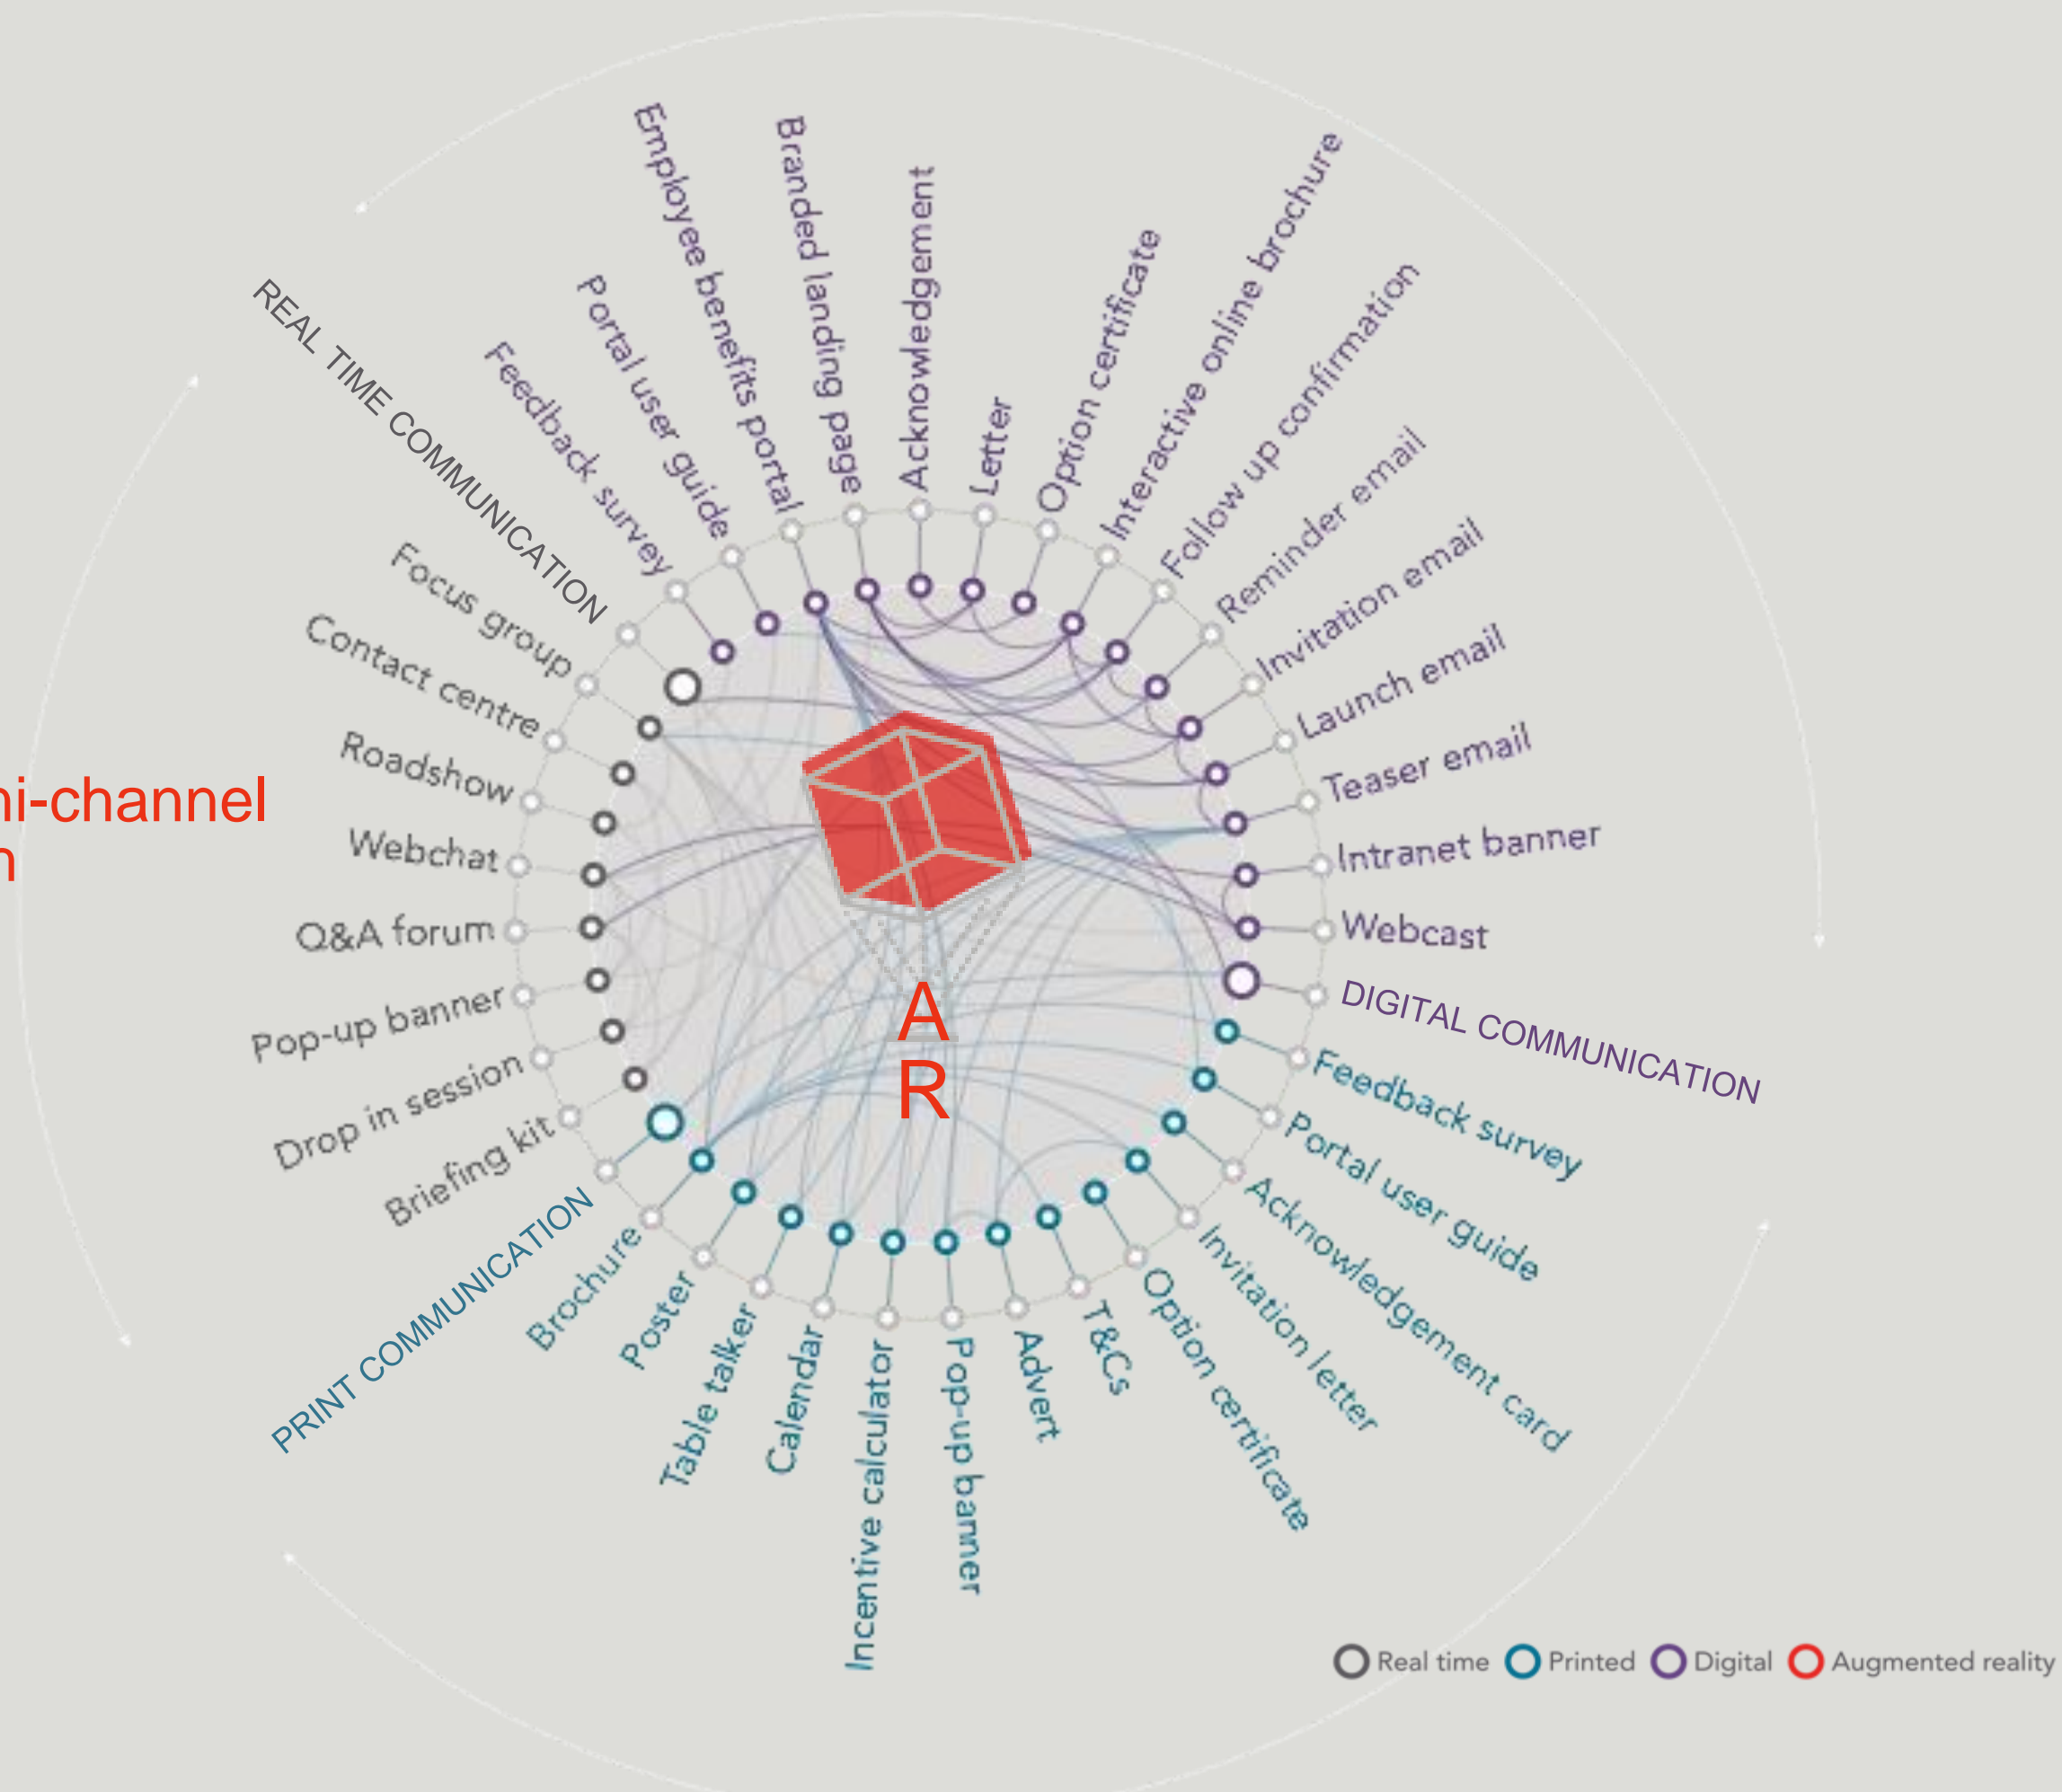 ni-channel
n
REAL TIME COMMUNICATION
Feedback survey
Portal user guide
Employee benefits portal
Branded landing page
Acknowledgement
Letter
Option certificate
Interactive online brochure
Follow up confirmation
Reminder email
Invitation email
Launch email
Teaser email
Intranet banner
Webcast
DIGITAL COMMUNICATION
Feedback survey
Portal user guide
Acknowledgement card
Invitation letter
Option certificate
T&Cs
Advert
Pop-up banner
Incentive calculator
Calendar
Table talker
Poster
Brochure
PRINT COMMUNICATION
Briefing kit
Drop in session
Pop-up banner
Q&A forum
Webchat
Roadshow
Contact centre
Focus group
A
R
Real time
Printed
Digital
Augmented reality